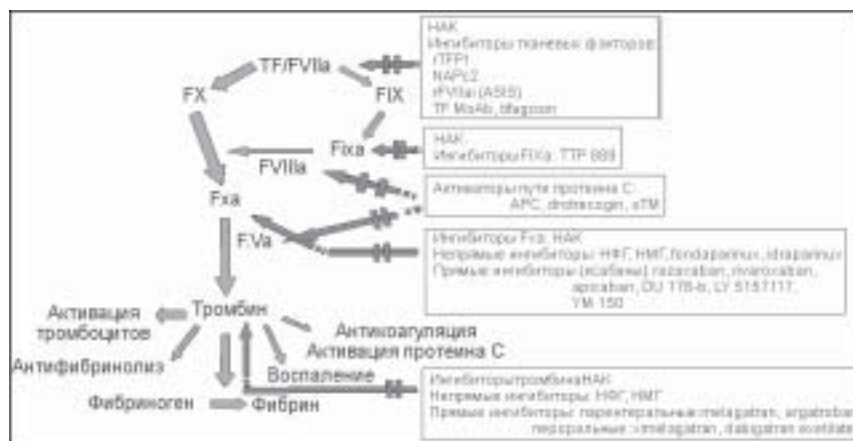 НАК
Ингибиторы тканевых факторов:
rTFPI
NAPc2
rFVIIai (ASIS)
TF MoAb, tifacogin
TF/FVIIa
FX
FIX
НАК
Ингибиторы FIXa: TTP 889
Fixa
FVIIIa
Активаторы пути протеина С:
APC, drotrecogin, sTM
Fxa
F.Va
Ингибиторы Fxa: НАК
Непрямые ингибиторы: НФГ, НМГ, fondaparinux, idraparinux
Прямые ингибиторы (ксабаны) razaxaban, rivaroxaban,
apixaban, DU 176-b, LY 5157117,
YM 150
Активация
тромбоцитов
Тромбин
Антикоагуляция
Активация протеина С
Антифибринолиз
Воспаление
Фибриноген
Фибрин
Ингибиторы тромбина НАК
Непрямые ингибиторы: НФГ, НМГ
Прямые ингибиторы: парентеральные: melagatran, argatroban
пероральные: ximelagatran, dabigatran exetilate